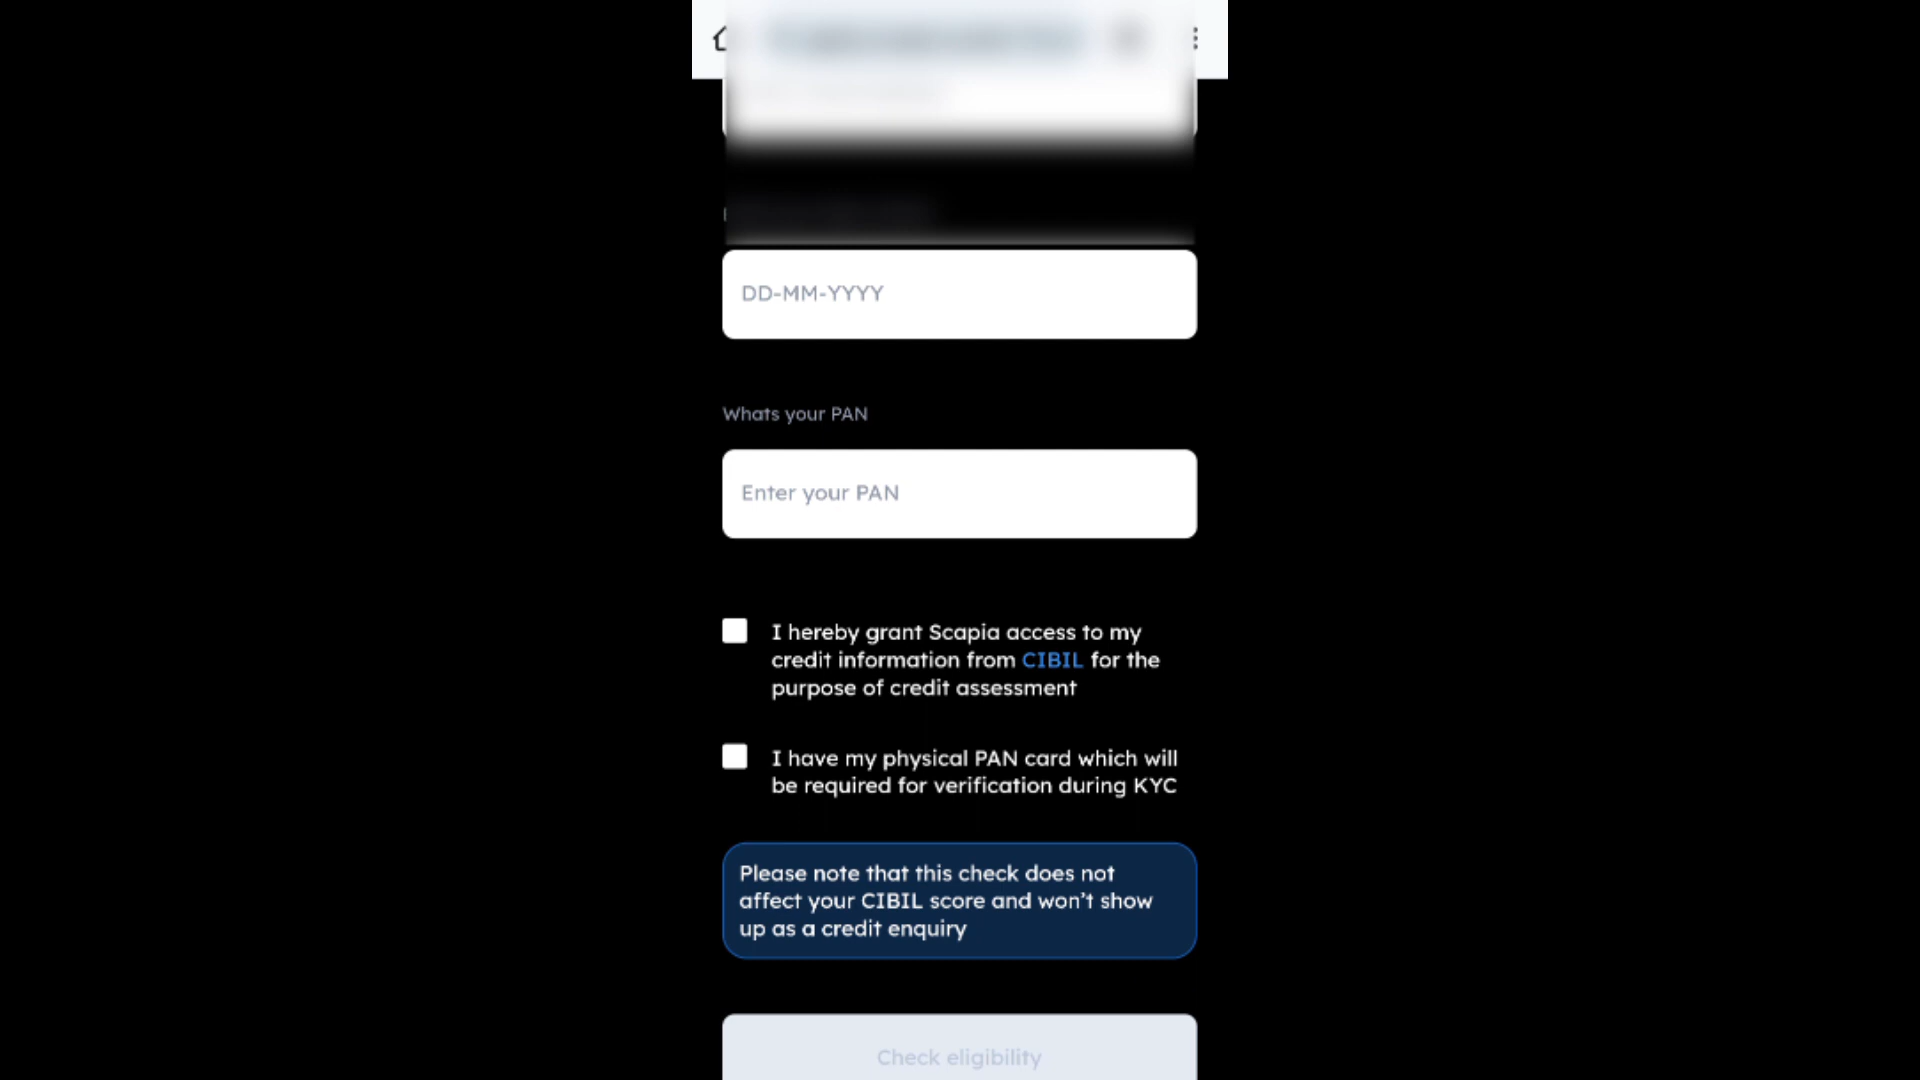 DD-MM-YYYY
Whats your PAN
Enter your PAN
I hereby grant Scapia access to my
credit information from CIBIL for the
purpose of credit assessment
I have my physical PAN card which will
be required for verification during KYC
Please note that this check does not
affect your CIBIL score and won’t show
up as a credit enquiry
Check eligibility